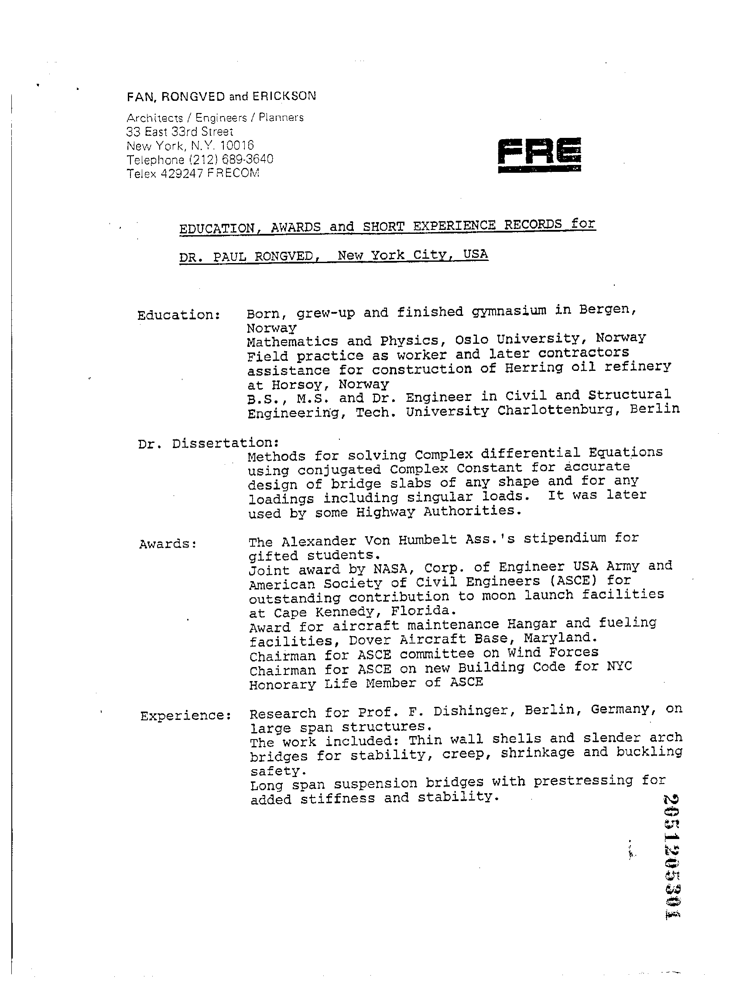 FAN, RONGVED and ERICKSON
Architects / Engineers / Planners
33 East 33rd Street
New York, N.Y. 10016
Telephone (212) 689-3640
Telex 429247 FRECOM
FRE
EDUCATION, AWARDS and SHORT EXPERIENCE RECORDS for
DR. PAUL RONGVED, New York City, USA
Education: Born, grew-up and finished gymnasium in Bergen,
Norway
Mathematics and Physics, Oslo University, Norway
Field practice as worker and later contractors
assistance for construction of Herring oil refinery
at Horsoy, Norway
B.S., M.S. and Dr. Engineer in Civil and Structural
Engineering, Tech. University Charlottenburg, Berlin
Dr. Dissertation:
Methods for solving Complex differential Equations
using conjugated Complex Constant for accurate
design of bridge slabs of any shape and for any
loadings including singular loads. It was later
used by some Highway Authorities.
Awards: The Alexander Von Humbelt Ass.'s stipendium for
gifted students.
Joint award by NASA, Corp. of Engineer USA Army and
American Society of Civil Engineers (ASCE) for
outstanding contribution to moon launch facilities
at Cape Kennedy, Florida.
Award for aircraft maintenance Hangar and fueling
facilities, Dover Aircraft Base, Maryland.
Chairman for ASCE committee on Wind Forces
Chairman for ASCE on new Building Code for NYC
Honorary Life Member of ASCE
Experience: Research for Prof. F. Dishinger, Berlin, Germany, on
large span structures.
The work included: Thin wall shells and slender arch
bridges for stability, creep, shrinkage and buckling
safety.
Long span suspension bridges with prestressing for
added stiffness and stability.
2051205301